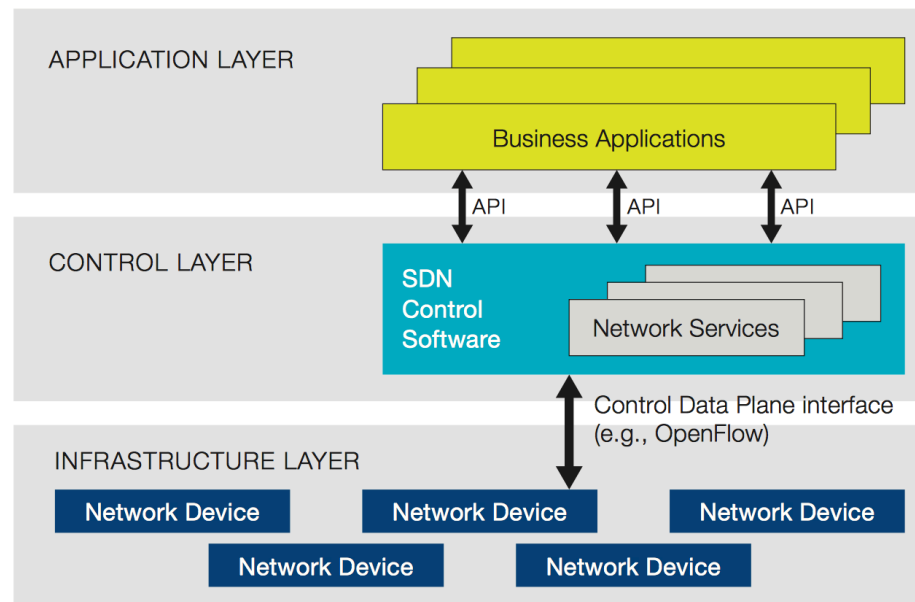 APPLICATION LAYER
Business Applications
API
API
API
CONTROL LAYER
SDN
Control
Software
Network Services
Control Data Plane interface
(e.g., OpenFlow)
INFRASTRUCTURE LAYER
Network Device
Network Device
Network Device
Network Device
Network Device